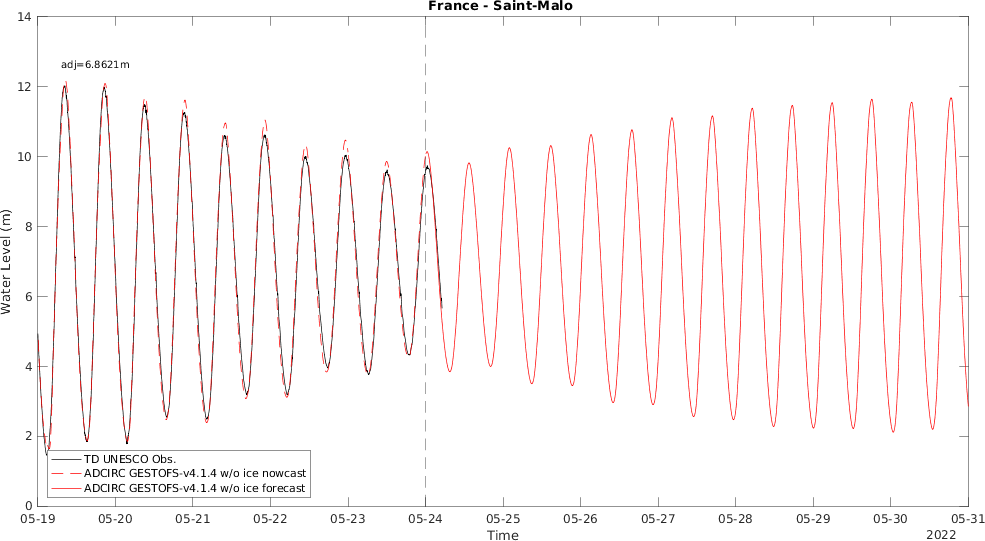 France - Saint-Malo
14
adj=6.8621m
12
10
8
6
4
2
0
Water Level (m)
TD UNESCO Obs.
ADCIRC GESTOFS-v4.1.4 w/o ice nowcast
ADCIRC GESTOFS-v4.1.4 w/o ice forecast
05-19 05-20 05-21 05-22 05-23 05-24 05-25 05-26 05-27 05-28 05-29 05-30 05-31
Time
2022